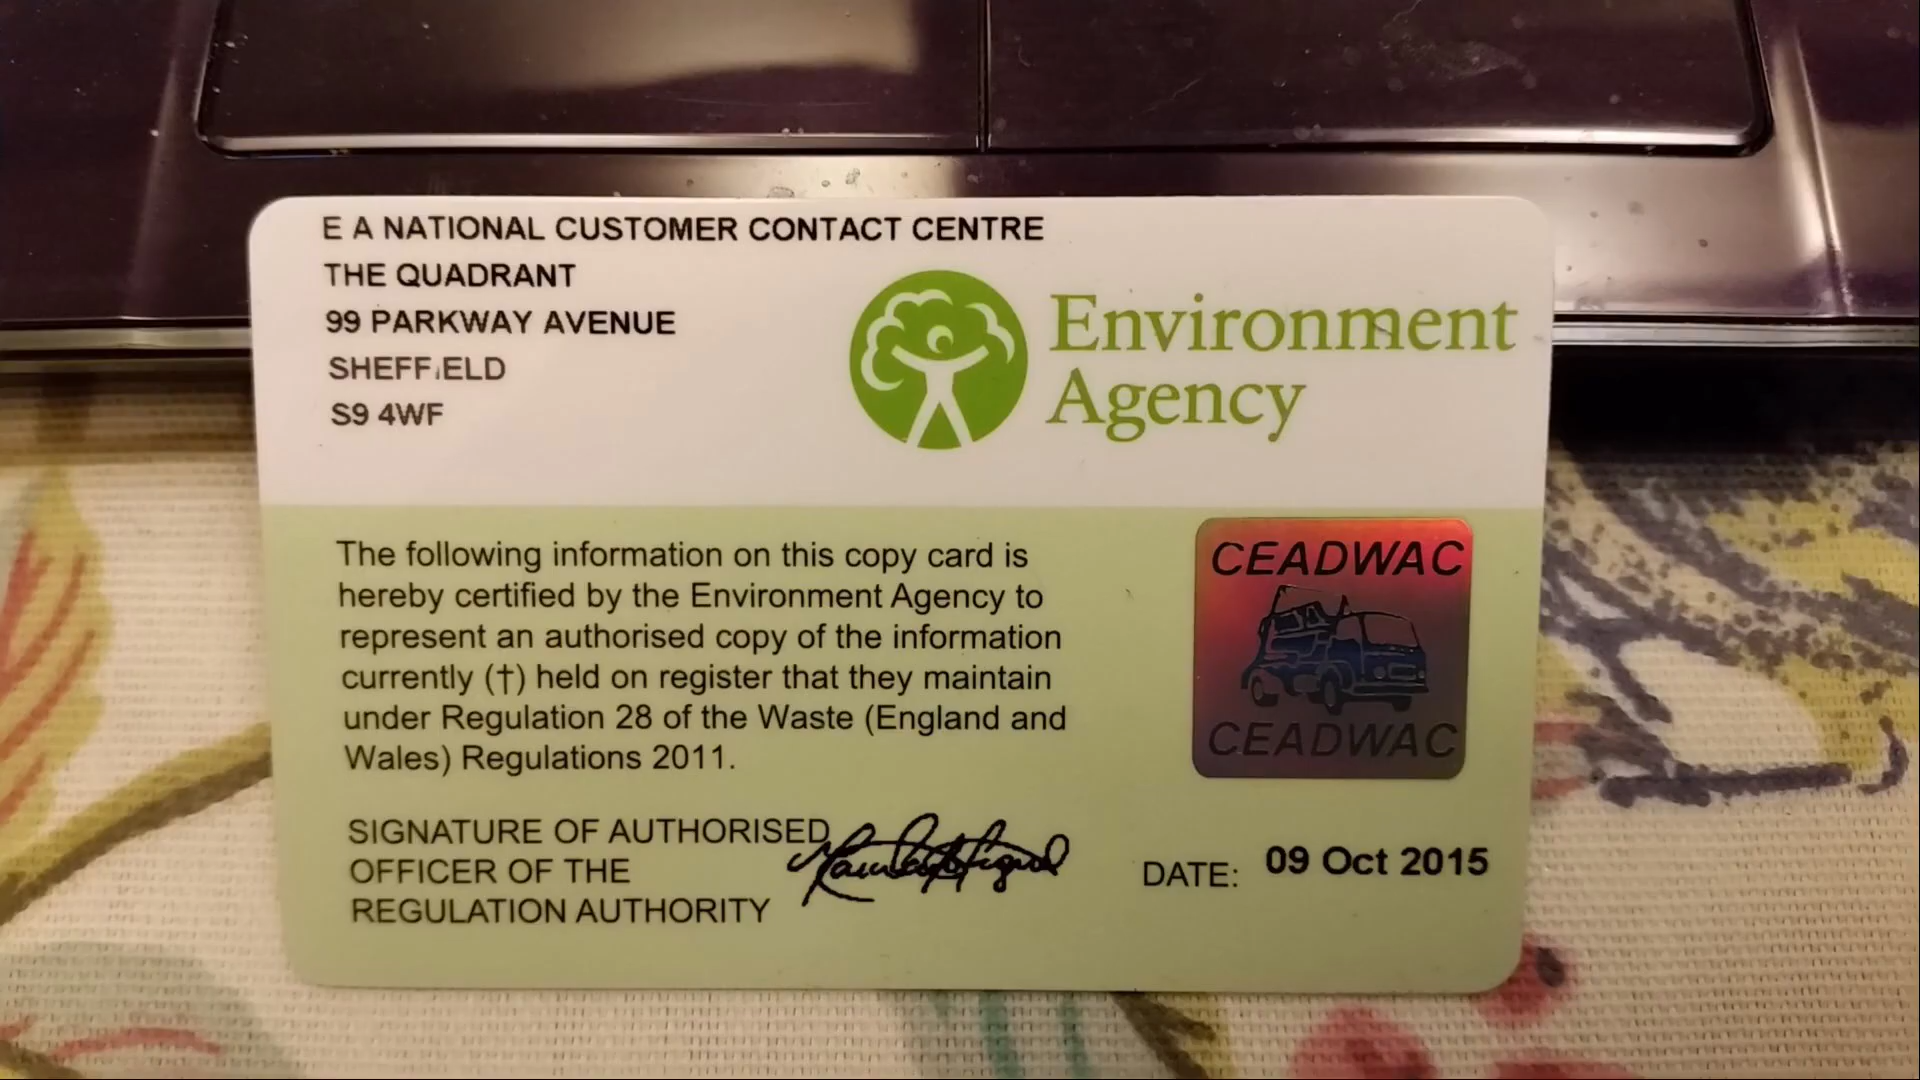 E A NATIONAL CUSTOMER CONTACT CENTRE
THE QUADRANT
99 PARKWAY AVENUE
SHEFFIELD
S9 4WF
Environment
Agency
The following information on this copy card is
hereby certified by the Environment Agency to
represent an authorised copy of the information
currently (†) held on register that they maintain
under Regulation 28 of the Waste (England and
Wales) Regulations 2011.
CEADWAC
CEADWAC
SIGNATURE OF AUTHORISED
OFFICER OF THE
REGULATION AUTHORITY
DATE: 09 Oct 2015